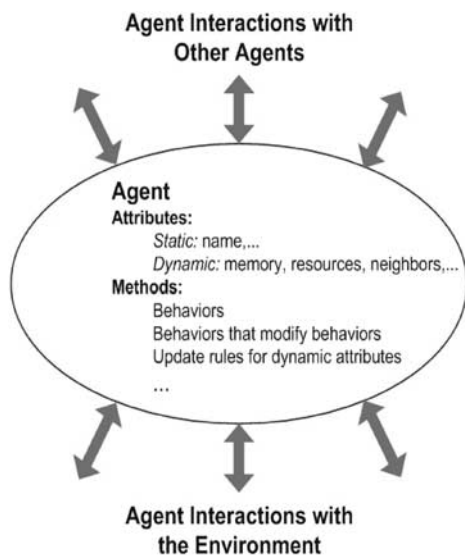 Agent Interactions with
Other Agents
Agent
Attributes:
Static: name,...
Dynamic: memory, resources, neighbors,...
Methods:
Behaviors
Behaviors that modify behaviors
Update rules for dynamic attributes
...
Agent Interactions with
the Environment